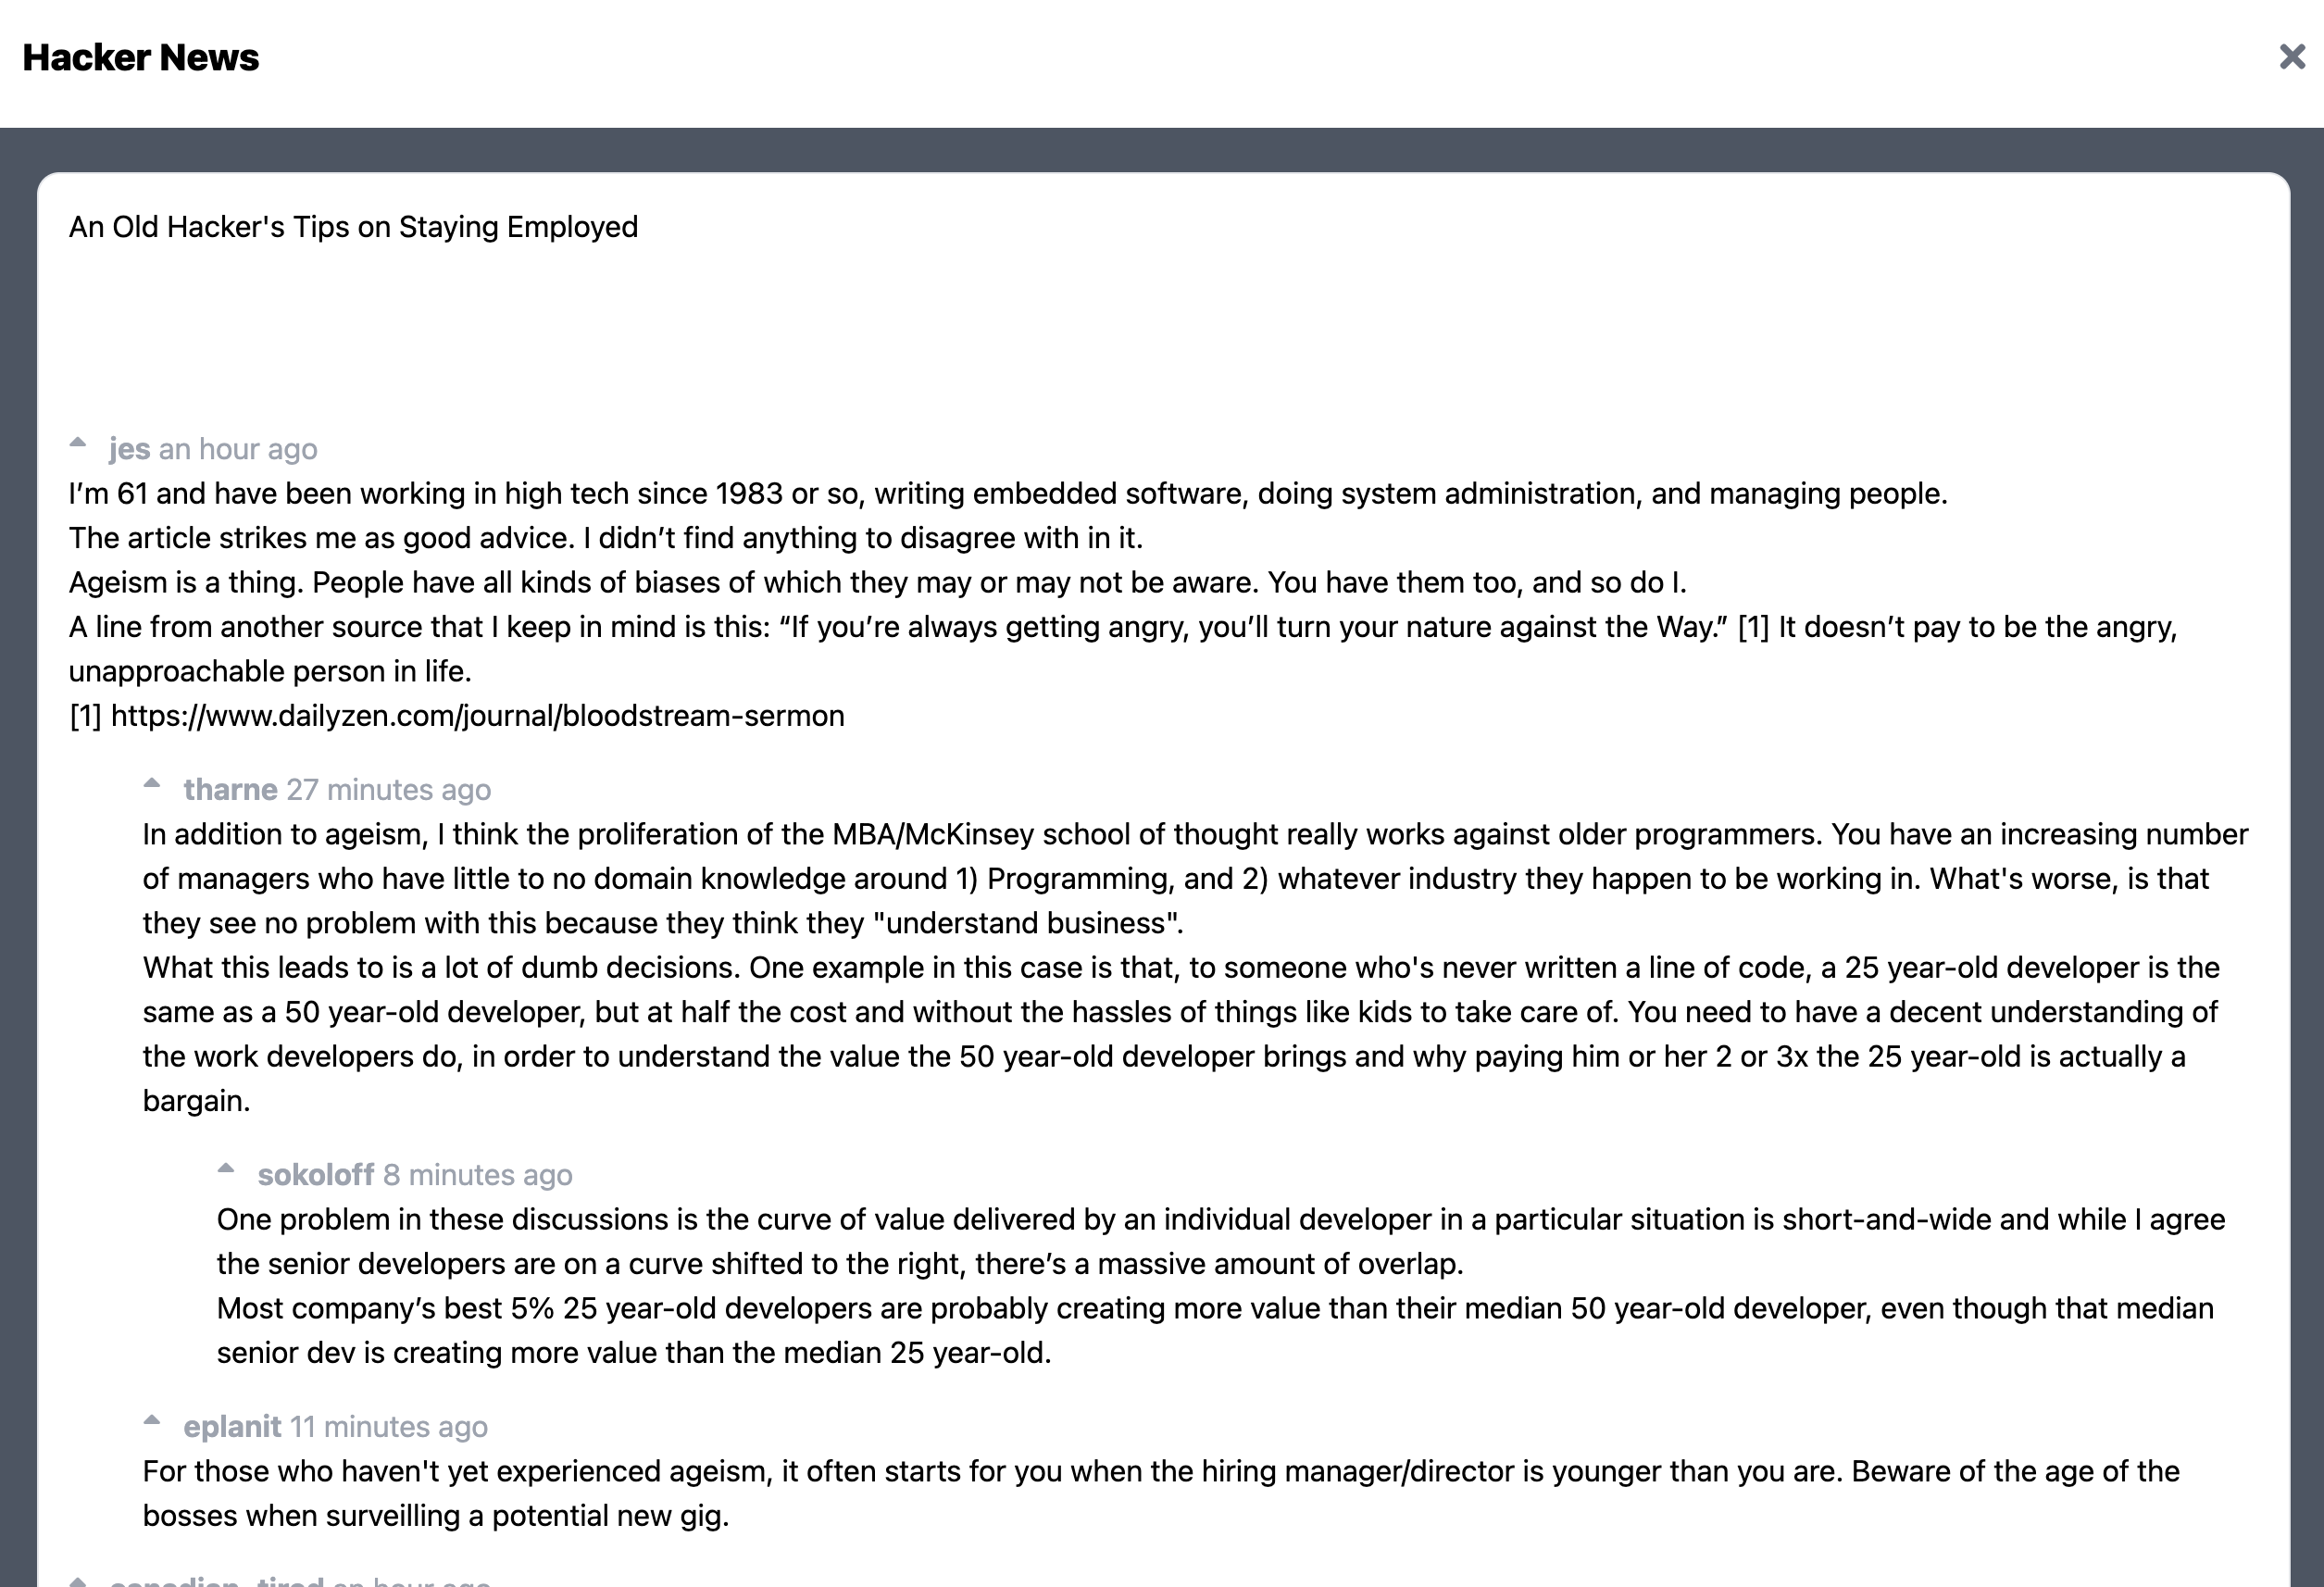 Hacker News
An Old Hacker's Tips on Staying Employed
jes an hour ago
I’m 61 and have been working in high tech since 1983 or so, writing embedded software, doing system administration, and managing people.
The article strikes me as good advice. I didn’t find anything to disagree with in it.
Ageism is a thing. People have all kinds of biases of which they may or may not be aware. You have them too, and so do I.
A line from another source that I keep in mind is this: “If you’re always getting angry, you’ll turn your nature against the Way.” [1] It doesn’t pay to be the angry,
unapproachable person in life.
[1] https://www.dailyzen.com/journal/bloodstream-sermon
tharne 27 minutes ago
In addition to ageism, I think the proliferation of the MBA/McKinsey school of thought really works against older programmers. You have an increasing number
of managers who have little to no domain knowledge around 1) Programming, and 2) whatever industry they happen to be working in. What's worse, is that
they see no problem with this because they think they "understand business".
What this leads to is a lot of dumb decisions. One example in this case is that, to someone who's never written a line of code, a 25 year-old developer is the
same as a 50 year-old developer, but at half the cost and without the hassles of things like kids to take care of. You need to have a decent understanding of
the work developers do, in order to understand the value the 50 year-old developer brings and why paying him or her 2 or 3x the 25 year-old is actually a
bargain.
sokoloff 8 minutes ago
One problem in these discussions is the curve of value delivered by an individual developer in a particular situation is short-and-wide and while I agree
the senior developers are on a curve shifted to the right, there’s a massive amount of overlap.
Most company’s best 5% 25 year-old developers are probably creating more value than their median 50 year-old developer, even though that median
senior dev is creating more value than the median 25 year-old.
eplanit 11 minutes ago
For those who haven't yet experienced ageism, it often starts for you when the hiring manager/director is younger than you are. Beware of the age of the
bosses when surveilling a potential new gig.
canadian_tired an hour ago